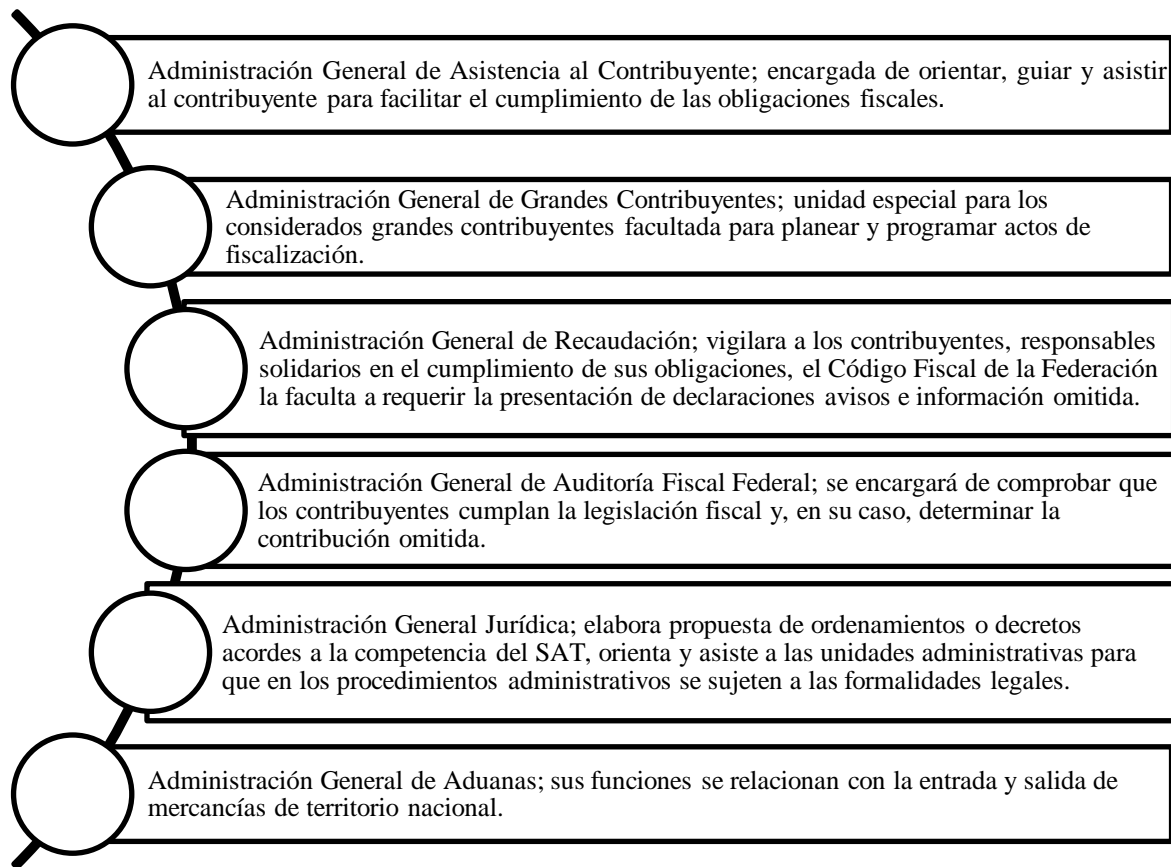 Administración General de Asistencia al Contribuyente; encargada de orientar, guiar y asistir
al contribuyente para facilitar el cumplimiento de las obligaciones fiscales.
Administración General de Grandes Contribuyentes; unidad especial para los
considerados grandes contribuyentes facultada para planear y programar actos de
fiscalización.
Administración General de Recaudación; vigilara a los contribuyentes, responsables
solidarios en el cumplimiento de sus obligaciones, el Código Fiscal de la Federación
la faculta a requerir la presentación de declaraciones avisos e información omitida.
Administración General de Auditoría Fiscal Federal; se encargará de comprobar que
los contribuyentes cumplan la legislación fiscal y, en su caso, determinar la
contribución omitida.
Administración General Jurídica; elabora propuesta de ordenamientos o decretos
acordes a la competencia del SAT, orienta y asiste a las unidades administrativas para
que en los procedimientos administrativos se sujeten a las formalidades legales.
Administración General de Aduanas; sus funciones se relacionan con la entrada y salida de
mercancías de territorio nacional.